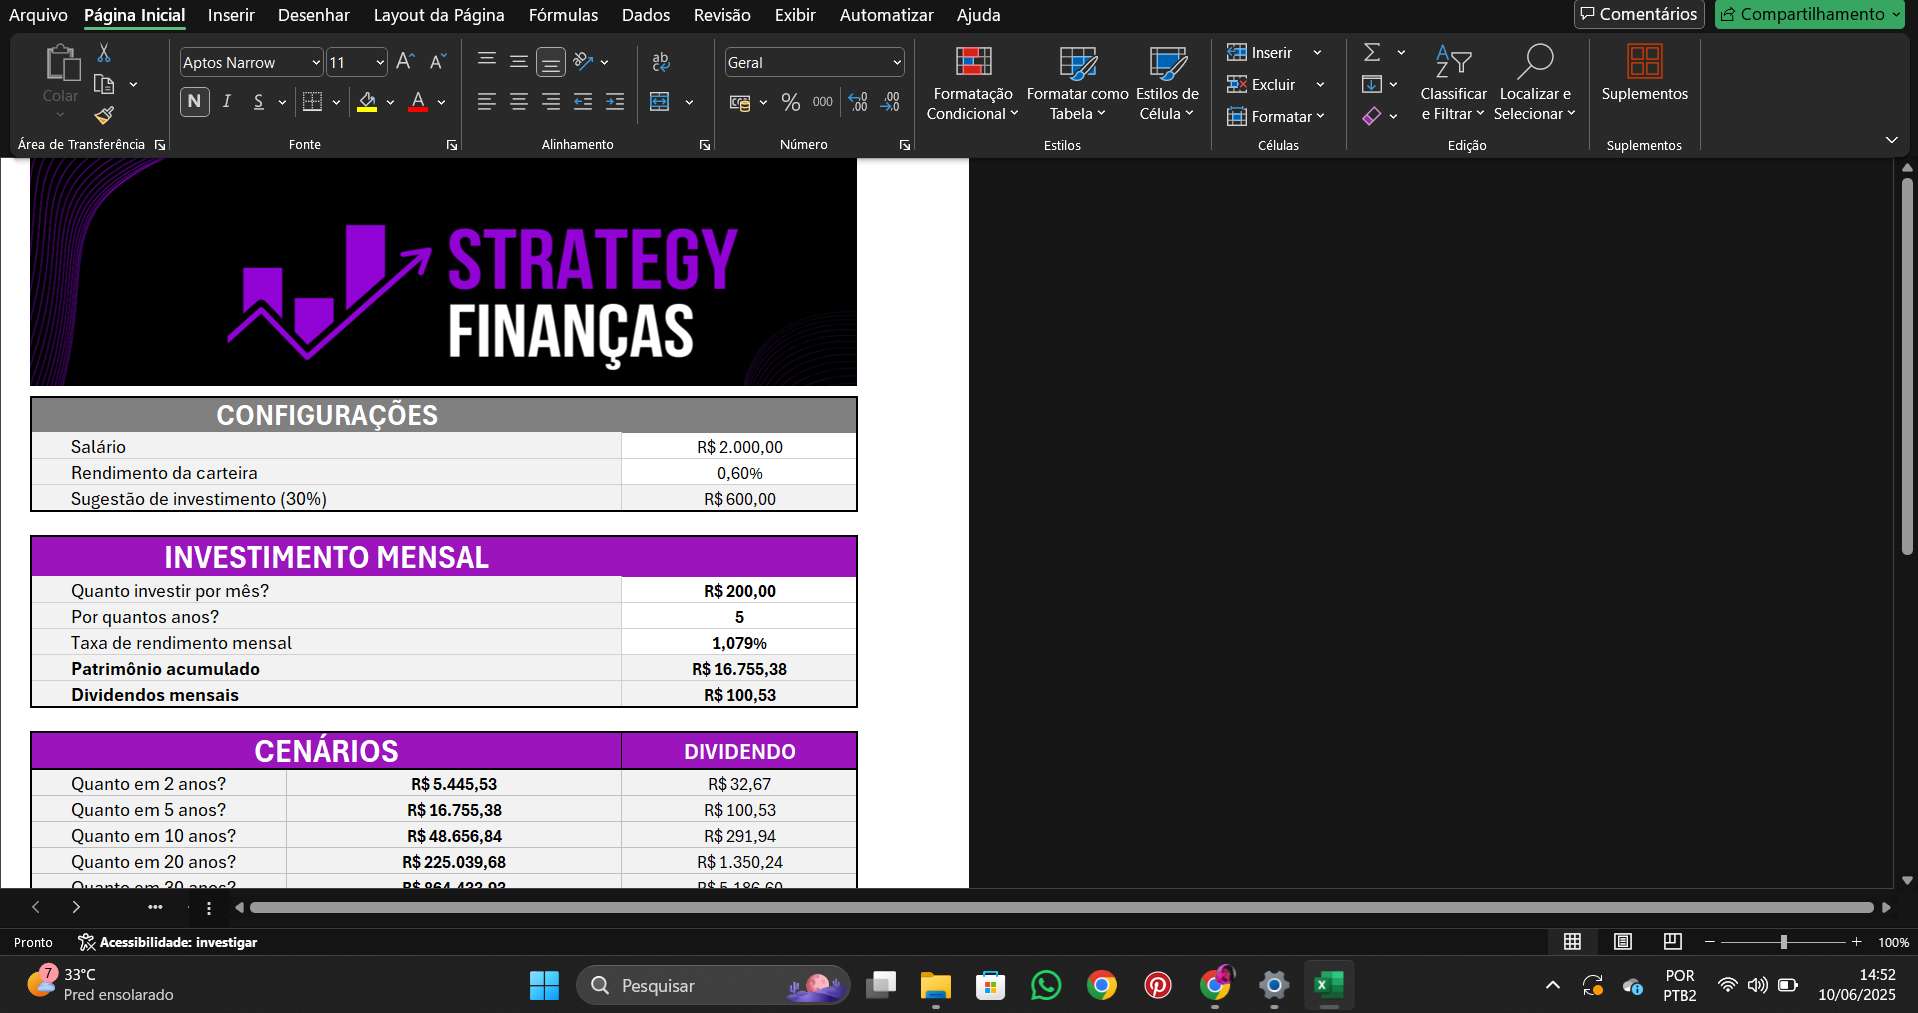 Arquivo Página Inicial Inserir Desenhar Layout da Página Fórmulas Dados Revisão Exibir Automatizar Ajuda Comentários Compartilhamento
Colar
Área de Transferência
Aptos Narrow 11
N I S
Fonte
ab
Alinhamento
Geral
% 000 ,00 ,00
Número
Formatação Condicional
Formatar como Tabela
Estilos de Célula
Estilos
Inserir
Excluir
Formatar
Células
Classificar e Filtrar
Localizar e Selecionar
Edição
Suplementos
Suplementos
STRATEGY
FINANÇAS
CONFIGURAÇÕES
Salário R$ 2.000,00
Rendimento da carteira 0,60%
Sugestão de investimento (30%) R$ 600,00
INVESTIMENTO MENSAL
Quanto investir por mês? R$ 200,00
Por quantos anos? 5
Taxa de rendimento mensal 1,079%
Patrimônio acumulado R$ 16.755,38
Dividendos mensais R$ 100,53
CENÁRIOS DIVIDENDO
Quanto em 2 anos? R$ 5.445,53 R$ 32,67
Quanto em 5 anos? R$ 16.755,38 R$ 100,53
Quanto em 10 anos? R$ 48.656,84 R$ 291,94
Quanto em 20 anos? R$ 225.039,68 R$ 1.350,24
Quanto em 30 anos? R$ 864.433,93 R$ 5.186,60
Pronto Acessibilidade: investigar 100%
7 33°C
Pred ensolarado
Pesquisar
POR
PTB2
14:52
10/06/2025